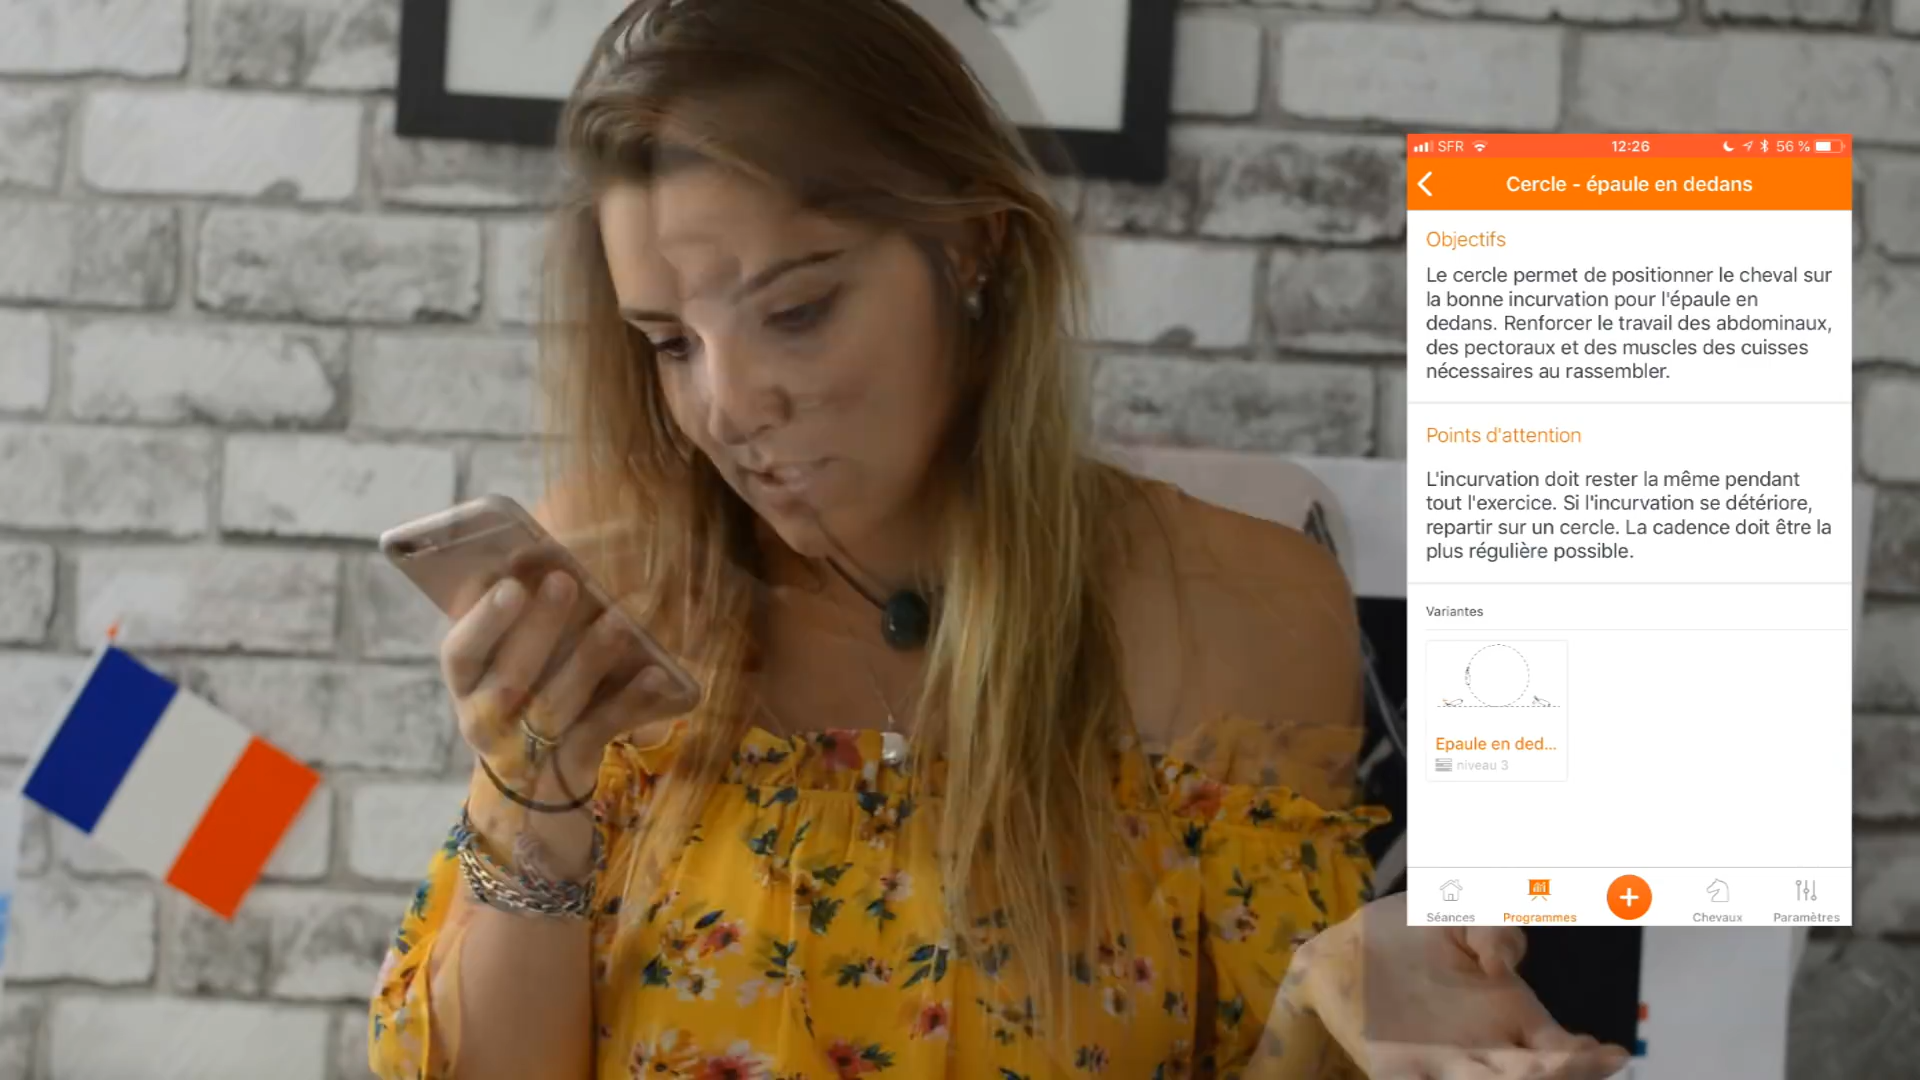 SFR 12:26 56 %
Cercle - épaule en dedans
Objectifs
Le cercle permet de positionner le cheval sur
la bonne incurvation pour l'épaule en
dedans. Renforcer le travail des abdominaux,
des pectoraux et des muscles des cuisses
nécessaires au rassembler.
Points d'attention
L'incurvation doit rester la même pendant
tout l'exercice. Si l'incurvation se détériore,
repartir sur un cercle. La cadence doit être la
plus régulière possible.
Variantes
Epaule en ded...
niveau 3
Séances Programmes + Chevaux Paramètres